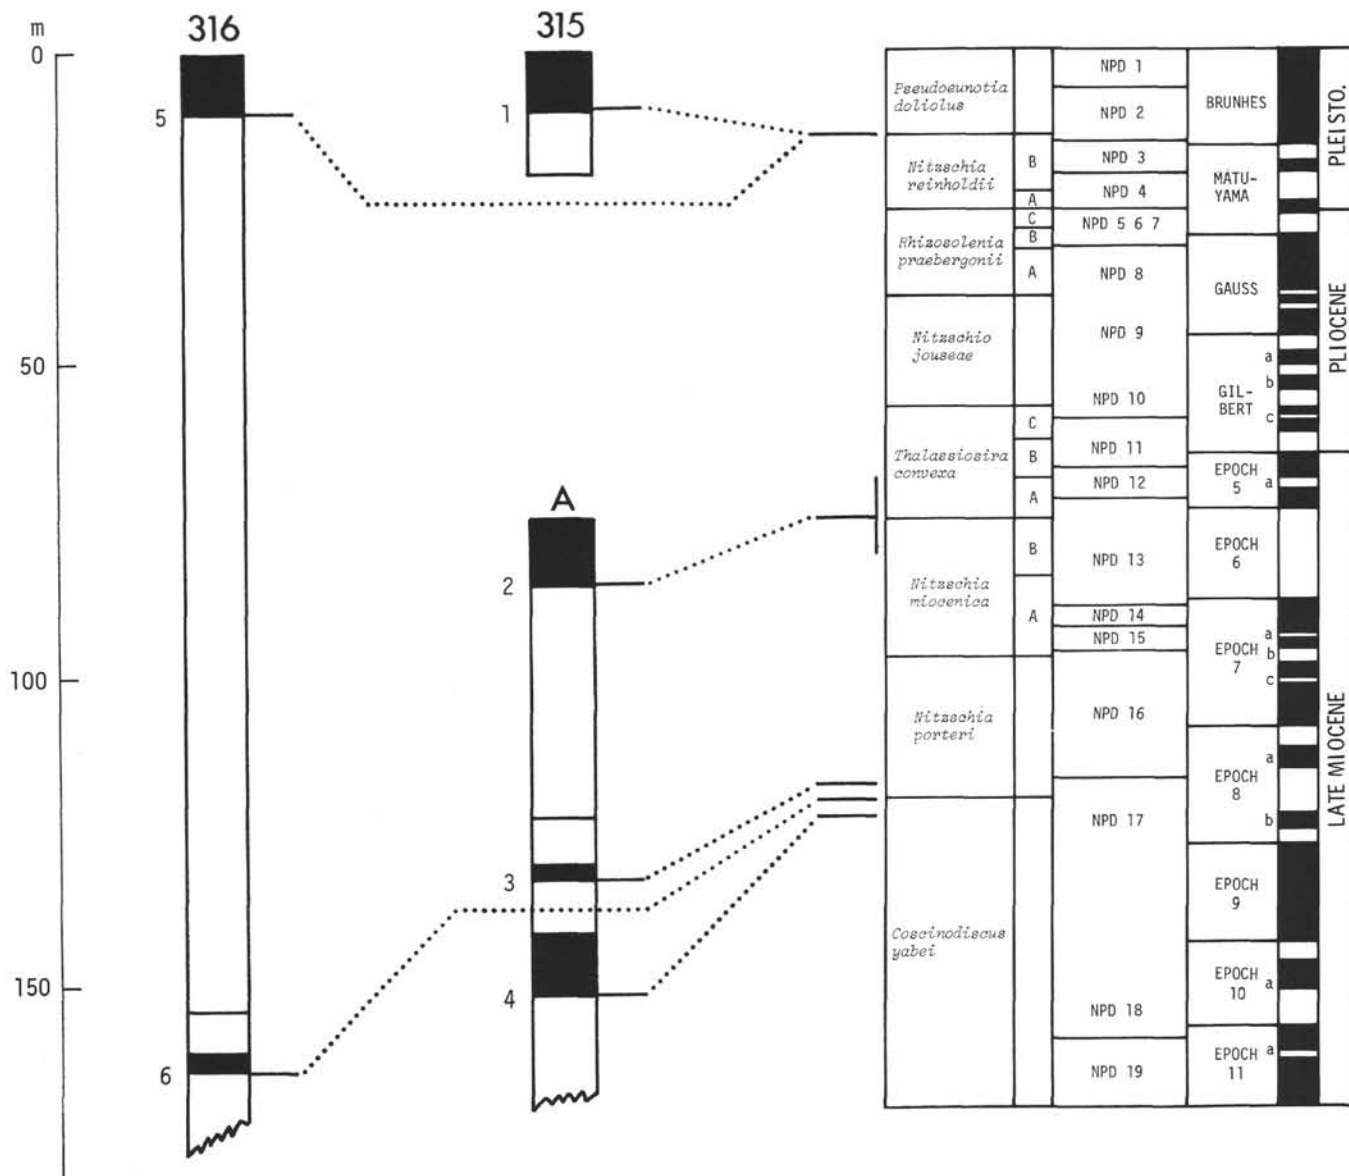 m
0
50
100
150
316
5
6
315
1
A
2
3
4
Pseudoeunotia
doliolus
Nitzschia
reinholdii
Rhizosolenia
praebergonii
Nitzschio
jouseae
Thalassiosira
convexa
Nitzschia
miocenica
Nitzschia
porteri
Coscinodiscus
yabei
B
A
C
B
A
C
B
A
B
A
NPD 1
NPD 2
NPD 3
NPD 4
NPD 5 6 7
NPD 8
NPD 9
NPD 10
NPD 11
NPD 12
NPD 13
NPD 14
NPD 15
NPD 16
NPD 17
NPD 18
NPD 19
BRUNHES
MATU-
YAMA
GAUSS
GIL-
BERT
a
b
c
EPOCH
5
a
EPOCH
6
EPOCH
7
a
b
c
EPOCH
8
a
b
EPOCH
9
EPOCH
10
a
EPOCH
11
a
PLEISTO.
PLIOCENE
LATE MIOCENE